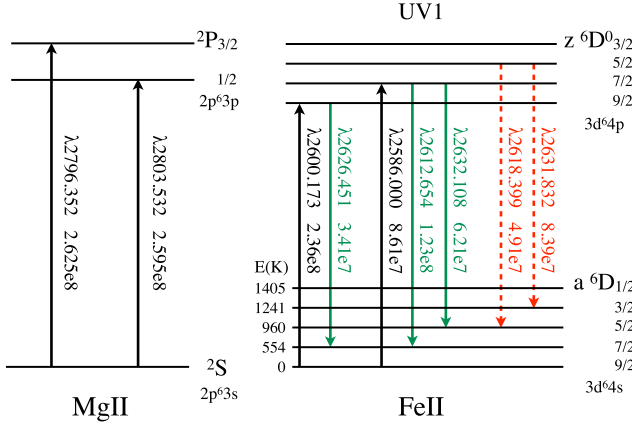 UV1
²P3/2
1/2
2p⁶3p
λ2796.352 2.625e8
λ2803.532 2.595e8
²S
2p⁶3s
MgII
z ⁶D⁰3/2
5/2
7/2
9/2
3d⁶4p
λ2600.173 2.36e8
λ2626.451 3.41e7
λ2586.000 8.61e7
λ2612.654 1.23e8
λ2632.108 6.21e7
λ2618.399 4.91e7
λ2631.832 8.39e7
E(K)
1405
1241
960
554
0
a ⁶D1/2
3/2
5/2
7/2
9/2
3d⁶4s
FeII